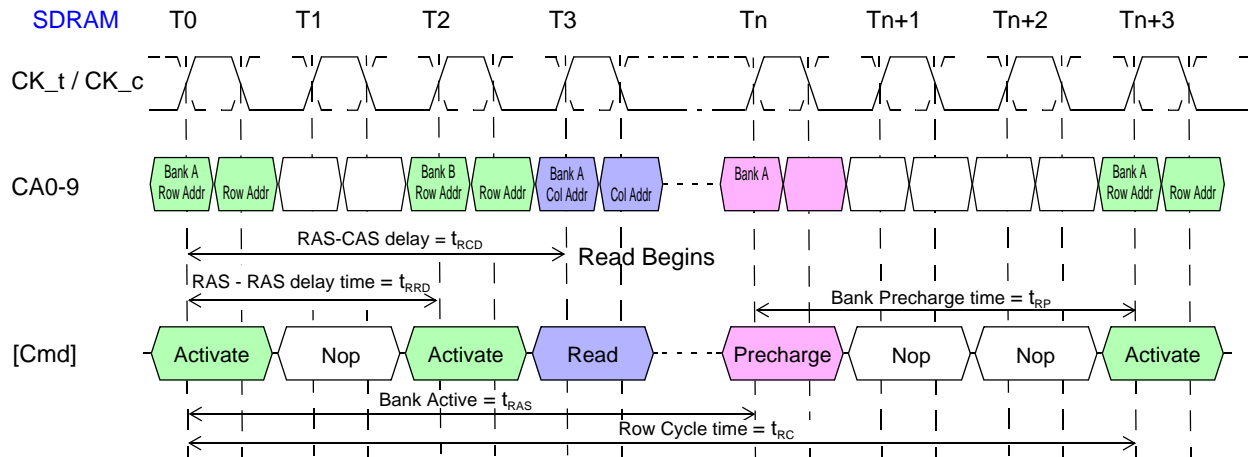 SDRAM T0 T1 T2 T3 Tn Tn+1 Tn+2 Tn+3
CK_t / CK_c
CA0-9
Bank A
Row Addr
Row Addr
Bank B
Row Addr
Row Addr
Bank A
Col Addr
Col Addr
Bank A
Bank A
Row Addr
Row Addr
RAS-CAS delay = tRCD
Read Begins
RAS - RAS delay time = tRRD
Bank Precharge time = tRP
[Cmd] Activate Nop Activate Read Precharge Nop Nop Activate
Bank Active = tRAS
Row Cycle time = tRC